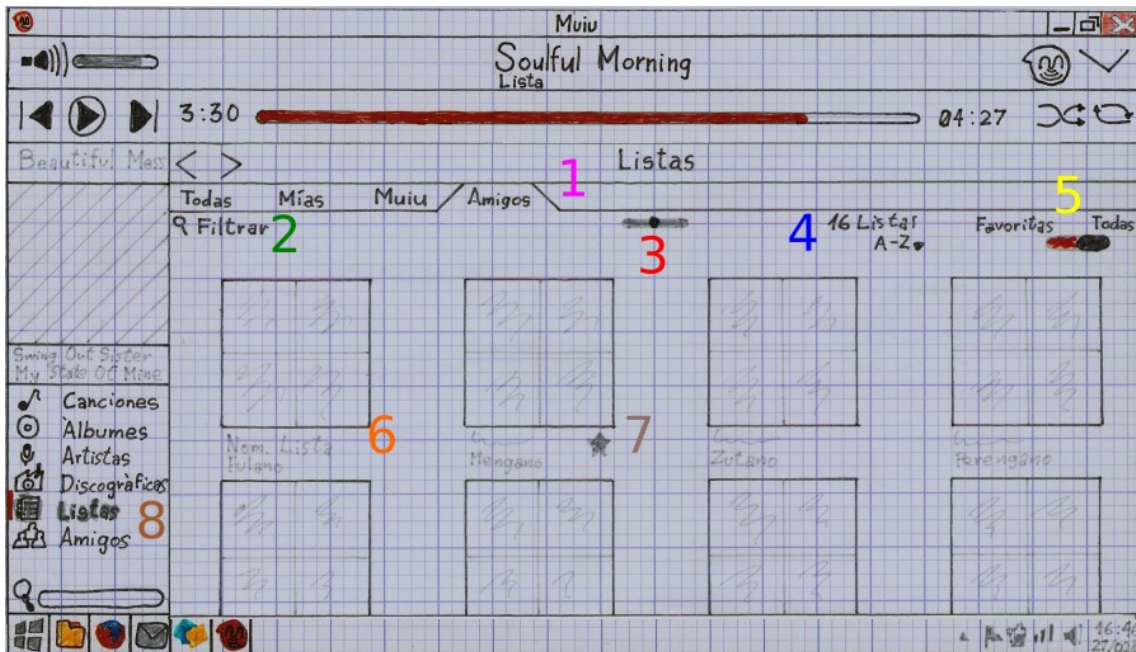 Muiu
Soulful Morning
Lista
3:30
04:27
Beautiful Mess
Listas
1
Todas Mías Muiu Amigos
5
Filtrar
2
3
4
16 Listas
A-Z
Favoritas Todas
Swing Out Sister
My State Of Mine
Canciones
Álbumes
Artistas
Discográficas
Listas
8
Amigos
Nom. Lista
Fulano
6
Mengano
7
Zutano
Perengano